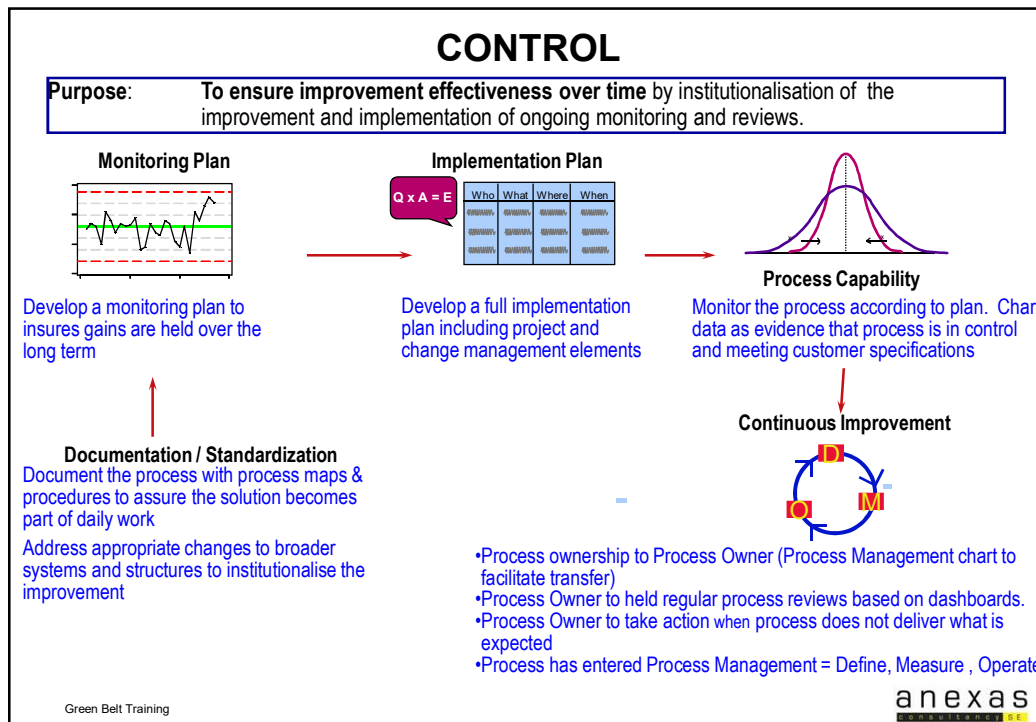 CONTROL
Purpose: To ensure improvement effectiveness over time by institutionalisation of the
improvement and implementation of ongoing monitoring and reviews.
Monitoring Plan
Develop a monitoring plan to
insures gains are held over the
long term
Implementation Plan
Q x A = E
Who What Where When
Develop a full implementation
plan including project and
change management elements
Process Capability
Monitor the process according to plan. Char
data as evidence that process is in control
and meeting customer specifications
Documentation / Standardization
Document the process with process maps &
procedures to assure the solution becomes
part of daily work
Address appropriate changes to broader
systems and structures to institutionalise the
improvement
Continuous Improvement
D
M
O
•Process ownership to Process Owner (Process Management chart to
facilitate transfer)
•Process Owner to held regular process reviews based on dashboards.
•Process Owner to take action when process does not deliver what is
expected
•Process has entered Process Management = Define, Measure , Operate
Green Belt Training
anexas
consultancy SE